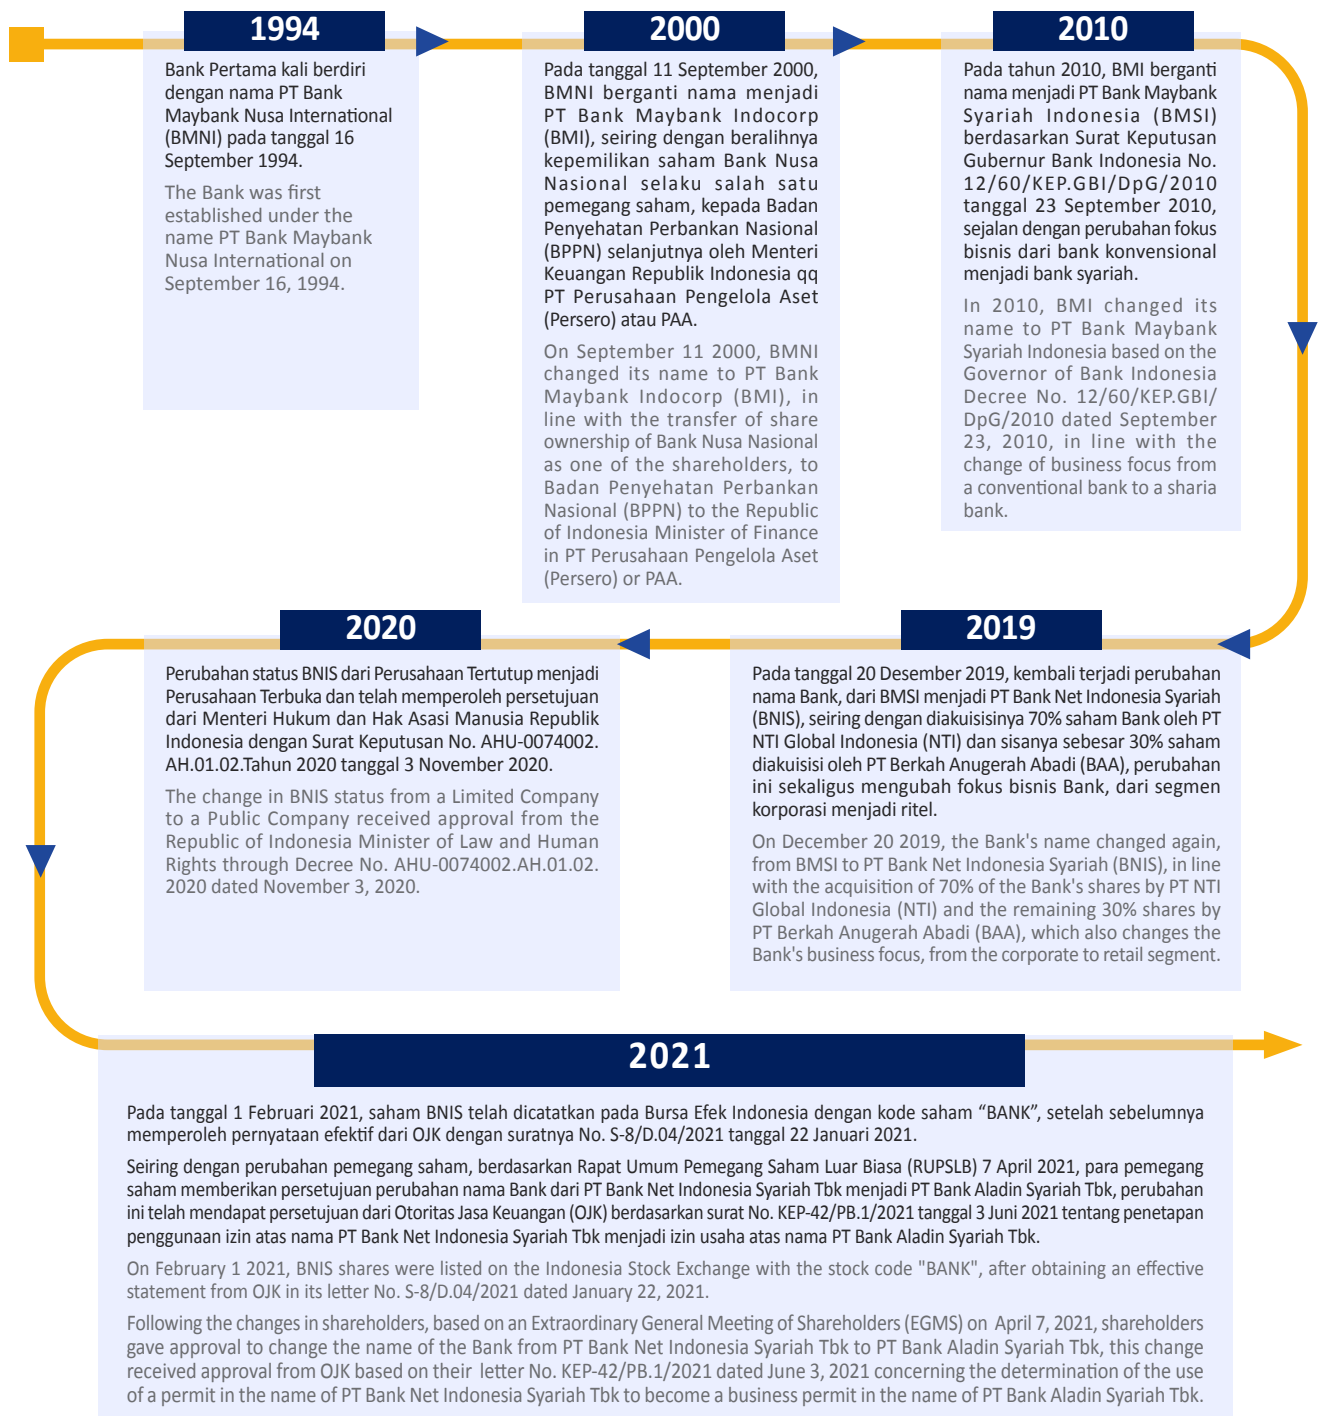 1994
Bank Pertama kali berdiri
dengan nama PT Bank
Maybank Nusa International
(BMNI) pada tanggal 16
September 1994.
The Bank was first
established under the
name PT Bank Maybank
Nusa International on
September 16, 1994.
2000
Pada tanggal 11 September 2000,
BMNI berganti nama menjadi
PT Bank Maybank Indocorp
(BMI), seiring dengan beralihnya
kepemilikan saham Bank Nusa
Nasional selaku salah satu
pemegang saham, kepada Badan
Penyehatan Perbankan Nasional
(BPPN) selanjutnya oleh Menteri
Keuangan Republik Indonesia qq
PT Perusahaan Pengelola Aset
(Persero) atau PAA.
On September 11 2000, BMNI
changed its name to PT Bank
Maybank Indocorp (BMI), in
line with the transfer of share
ownership of Bank Nusa Nasional
as one of the shareholders, to
Badan Penyehatan Perbankan
Nasional (BPPN) to the Republic
of Indonesia Minister of Finance
in PT Perusahaan Pengelola Aset
(Persero) or PAA.
2010
Pada tahun 2010, BMI berganti
nama menjadi PT Bank Maybank
Syariah Indonesia (BMSI)
berdasarkan Surat Keputusan
Gubernur Bank Indonesia No.
12/60/KEP.GBI/DpG/2010
tanggal 23 September 2010,
sejalan dengan perubahan fokus
bisnis dari bank konvensional
menjadi bank syariah.
In 2010, BMI changed its
name to PT Bank Maybank
Syariah Indonesia based on the
Governor of Bank Indonesia
Decree No. 12/60/KEP.GBI/
DpG/2010 dated September
23, 2010, in line with the
change of business focus from
a conventional bank to a sharia
bank.
2019
Pada tanggal 20 Desember 2019, kembali terjadi perubahan
nama Bank, dari BMSI menjadi PT Bank Net Indonesia Syariah
(BNIS), seiring dengan diakuisisinya 70% saham Bank oleh PT
NTI Global Indonesia (NTI) dan sisanya sebesar 30% saham
diakuisisi oleh PT Berkah Anugerah Abadi (BAA), perubahan
ini sekaligus mengubah fokus bisnis Bank, dari segmen
korporasi menjadi ritel.
On December 20 2019, the Bank's name changed again,
from BMSI to PT Bank Net Indonesia Syariah (BNIS), in line
with the acquisition of 70% of the Bank's shares by PT NTI
Global Indonesia (NTI) and the remaining 30% shares by
PT Berkah Anugerah Abadi (BAA), which also changes the
Bank's business focus, from the corporate to retail segment.
2020
Perubahan status BNIS dari Perusahaan Tertutup menjadi
Perusahaan Terbuka dan telah memperoleh persetujuan
dari Menteri Hukum dan Hak Asasi Manusia Republik
Indonesia dengan Surat Keputusan No. AHU-0074002.
AH.01.02.Tahun 2020 tanggal 3 November 2020.
The change in BNIS status from a Limited Company
to a Public Company received approval from the
Republic of Indonesia Minister of Law and Human
Rights through Decree No. AHU-0074002.AH.01.02.
2020 dated November 3, 2020.
2021
Pada tanggal 1 Februari 2021, saham BNIS telah dicatatkan pada Bursa Efek Indonesia dengan kode saham “BANK”, setelah sebelumnya
memperoleh pernyataan efektif dari OJK dengan suratnya No. S-8/D.04/2021 tanggal 22 Januari 2021.
Seiring dengan perubahan pemegang saham, berdasarkan Rapat Umum Pemegang Saham Luar Biasa (RUPSLB) 7 April 2021, para pemegang
saham memberikan persetujuan perubahan nama Bank dari PT Bank Net Indonesia Syariah Tbk menjadi PT Bank Aladin Syariah Tbk, perubahan
ini telah mendapat persetujuan dari Otoritas Jasa Keuangan (OJK) berdasarkan surat No. KEP-42/PB.1/2021 tanggal 3 Juni 2021 tentang penetapan
penggunaan izin atas nama PT Bank Net Indonesia Syariah Tbk menjadi izin usaha atas nama PT Bank Aladin Syariah Tbk.
On February 1 2021, BNIS shares were listed on the Indonesia Stock Exchange with the stock code "BANK", after obtaining an effective
statement from OJK in its letter No. S-8/D.04/2021 dated January 22, 2021.
Following the changes in shareholders, based on an Extraordinary General Meeting of Shareholders (EGMS) on April 7, 2021, shareholders
gave approval to change the name of the Bank from PT Bank Net Indonesia Syariah Tbk to PT Bank Aladin Syariah Tbk, this change
received approval from OJK based on their letter No. KEP-42/PB.1/2021 dated June 3, 2021 concerning the determination of the use
of a permit in the name of PT Bank Net Indonesia Syariah Tbk to become a business permit in the name of PT Bank Aladin Syariah Tbk.